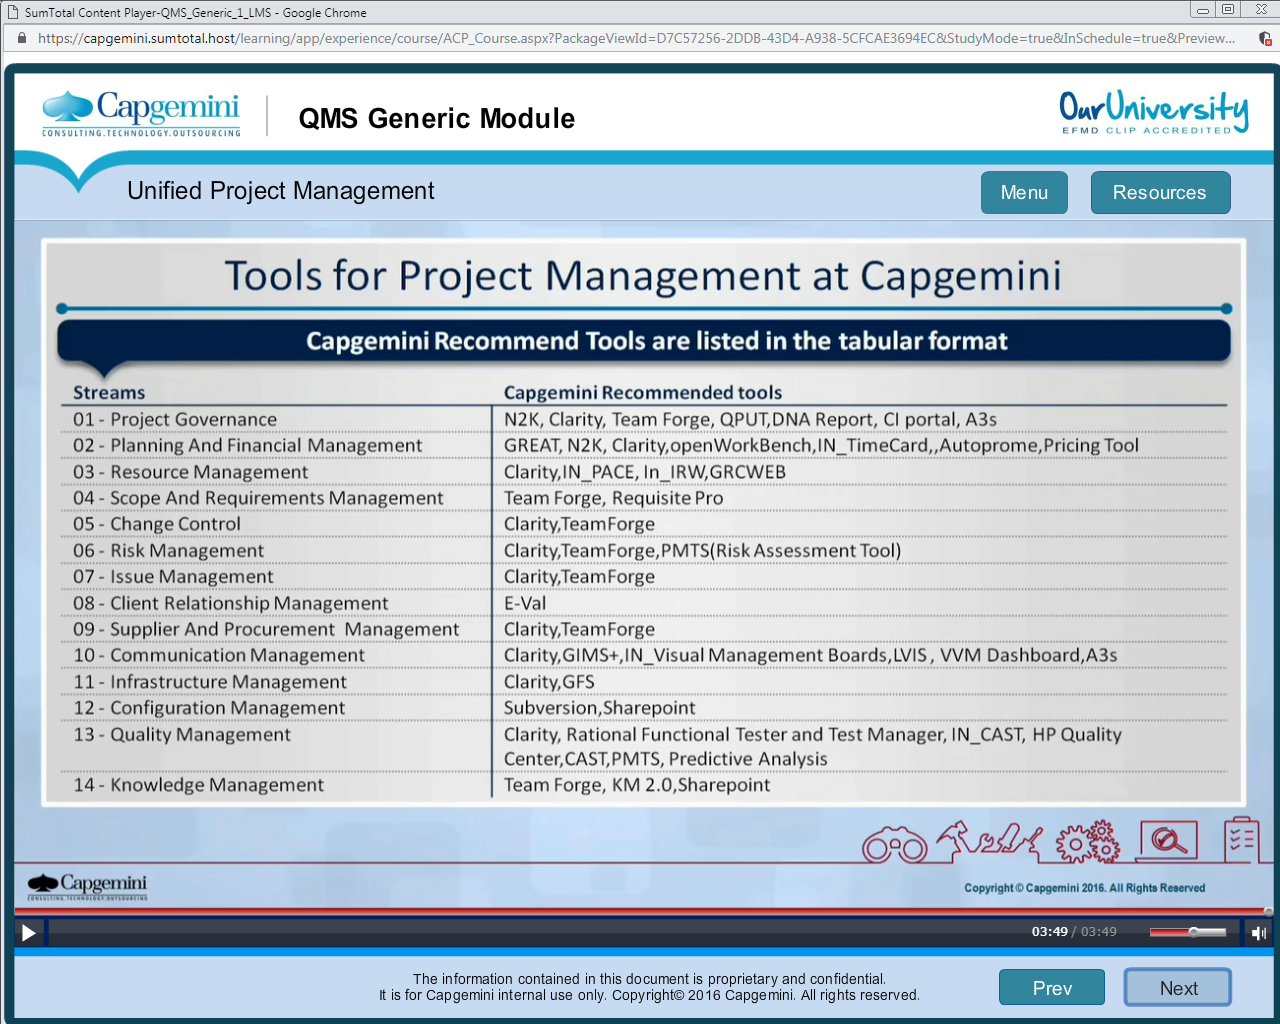 SumTotal Content Player-QMS_Generic_1_LMS - Google Chrome
https://capgemini.sumtotal.host/learning/app/experience/course/ACP_Course.aspx?PackageViewId=D7C57256-2DDB-43D4-A938-5CFCAE3694EC&StudyMode=true&InSchedule=true&Preview...
Capgemini
CONSULTING.TECHNOLOGY.OUTSOURCING
QMS Generic Module
OurUniversity
EFMD CLIP ACCREDITED
Unified Project Management
Menu
Resources
Tools for Project Management at Capgemini
Capgemini Recommend Tools are listed in the tabular format
Streams Capgemini Recommended tools
01 - Project Governance N2K, Clarity, Team Forge, QPUT,DNA Report, CI portal, A3s
02 - Planning And Financial Management GREAT, N2K, Clarity,openWorkBench,IN_TimeCard,,Autoprome,Pricing Tool
03 - Resource Management Clarity,IN_PACE, In_IRW,GRCWEB
04 - Scope And Requirements Management Team Forge, Requisite Pro
05 - Change Control Clarity,TeamForge
06 - Risk Management Clarity,TeamForge,PMTS(Risk Assessment Tool)
07 - Issue Management Clarity,TeamForge
08 - Client Relationship Management E-Val
09 - Supplier And Procurement Management Clarity,TeamForge
10 - Communication Management Clarity,GIMS+,IN_Visual Management Boards,LVIS , VVM Dashboard,A3s
11 - Infrastructure Management Clarity,GFS
12 - Configuration Management Subversion,Sharepoint
13 - Quality Management Clarity, Rational Functional Tester and Test Manager, IN_CAST, HP Quality
Center,CAST,PMTS, Predictive Analysis
14 - Knowledge Management Team Forge, KM 2.0,Sharepoint
Capgemini
CONSULTING.TECHNOLOGY.OUTSOURCING
Copyright © Capgemini 2016. All Rights Reserved
03:49 / 03:49
The information contained in this document is proprietary and confidential.
It is for Capgemini internal use only. Copyright© 2016 Capgemini. All rights reserved.
Prev
Next